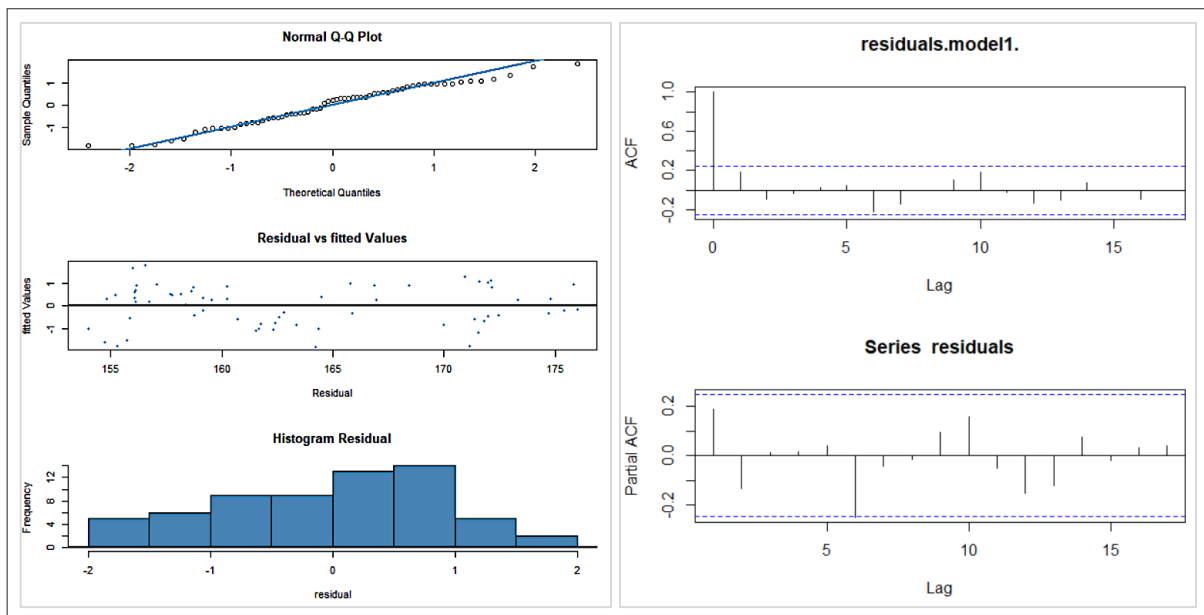 Normal Q-Q Plot
Sample Quantiles
1
0
-1
-2
-1
0
1
2
Theoretical Quantiles
Residual vs fitted Values
fitted Values
1
0
-1
155
160
165
170
175
Residual
Histogram Residual
Frequency
12
8
4
0
-2
-1
0
1
2
residual
residuals.model1.
ACF
1.0
0.6
0.2
-0.2
0
5
10
15
Lag
Series residuals
Partial ACF
0.2
0.0
-0.2
5
10
15
Lag